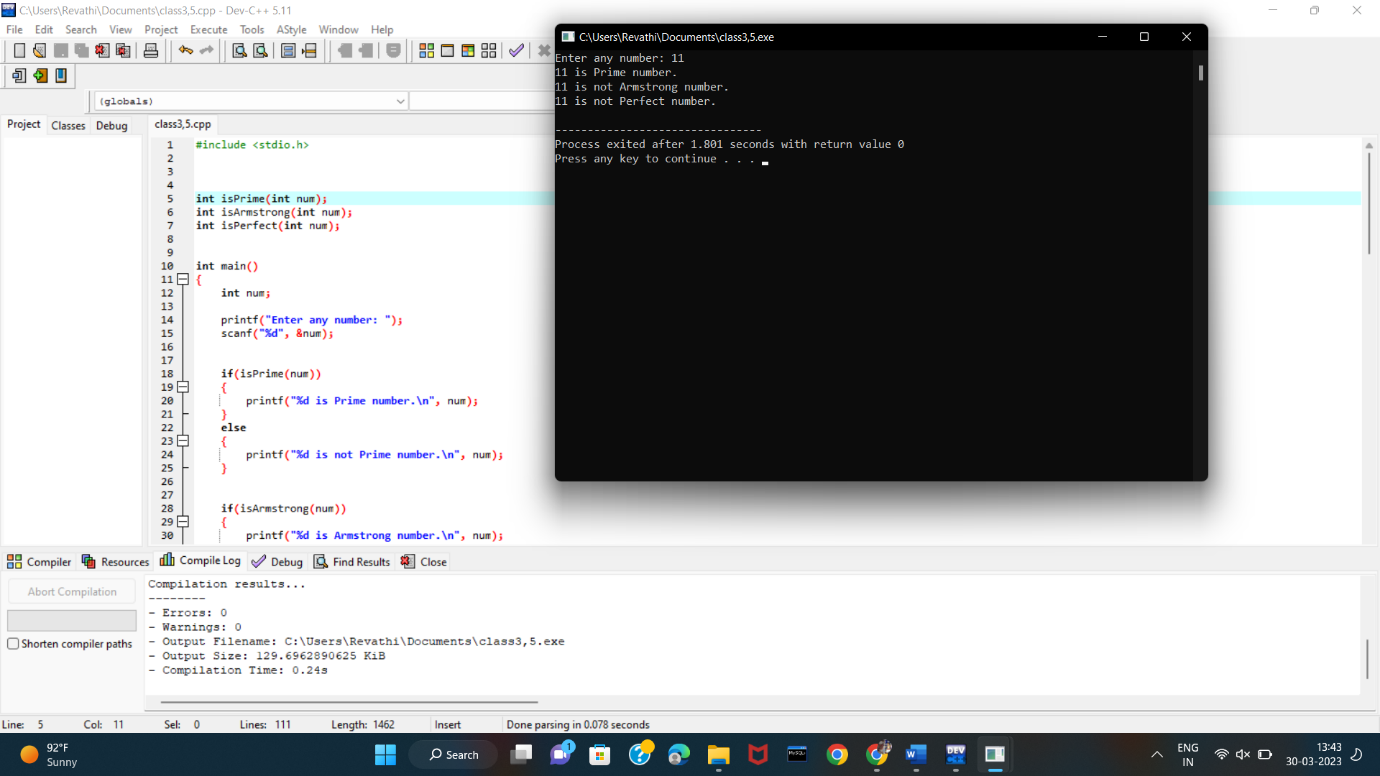 C:\Users\Revathi\Documents\class3,5.cpp - Dev-C++ 5.11
File Edit Search View Project Execute Tools AStyle Window Help
(globals)
Project Classes Debug
class3,5.cpp
1 #include <stdio.h>
2
3
4
5 int isPrime(int num);
6 int isArmstrong(int num);
7 int isPerfect(int num);
8
9
10 int main()
11 {
12 int num;
13
14 printf("Enter any number: ");
15 scanf("%d", &num);
16
17
18 if(isPrime(num))
19 {
20 printf("%d is Prime number.\n", num);
21 }
22 else
23 {
24 printf("%d is not Prime number.\n", num);
25 }
26
27
28 if(isArmstrong(num))
29 {
30 printf("%d is Armstrong number.\n", num);
C:\Users\Revathi\Documents\class3,5.exe
Enter any number: 11
11 is Prime number.
11 is not Armstrong number.
11 is not Perfect number.
--------------------------------
Process exited after 1.801 seconds with return value 0
Press any key to continue . . .
Compiler Resources Compile Log Debug Find Results Close
Abort Compilation
Shorten compiler paths
Compilation results...
--------
- Errors: 0
- Warnings: 0
- Output Filename: C:\Users\Revathi\Documents\class3,5.exe
- Output Size: 129.6962890625 KiB
- Compilation Time: 0.24s
Line: 5 Col: 11 Sel: 0 Lines: 111 Length: 1462 Insert Done parsing in 0.078 seconds
92°F
Sunny
Search
1
DEV
ENG
IN
13:43
30-03-2023